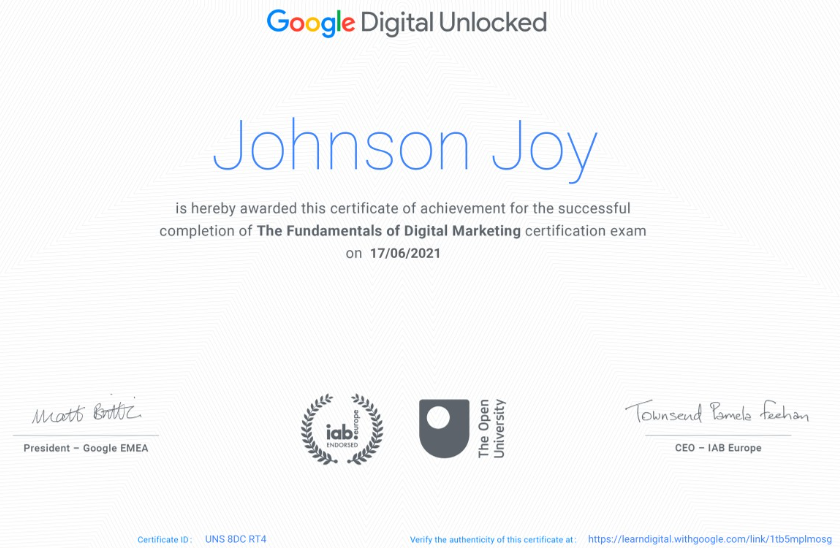 Google Digital Unlocked
Johnson Joy
is hereby awarded this certificate of achievement for the successful
completion of The Fundamentals of Digital Marketing certification exam
on 17/06/2021
Matt Brittin
President – Google EMEA
iab europe
ENDORSED
The Open
University
Townsend Pamela Feehan
CEO – IAB Europe
Certificate ID : UNS 8DC RT4
Verify the authenticity of this certificate at : https://learndigital.withgoogle.com/link/1tb5mplmosg